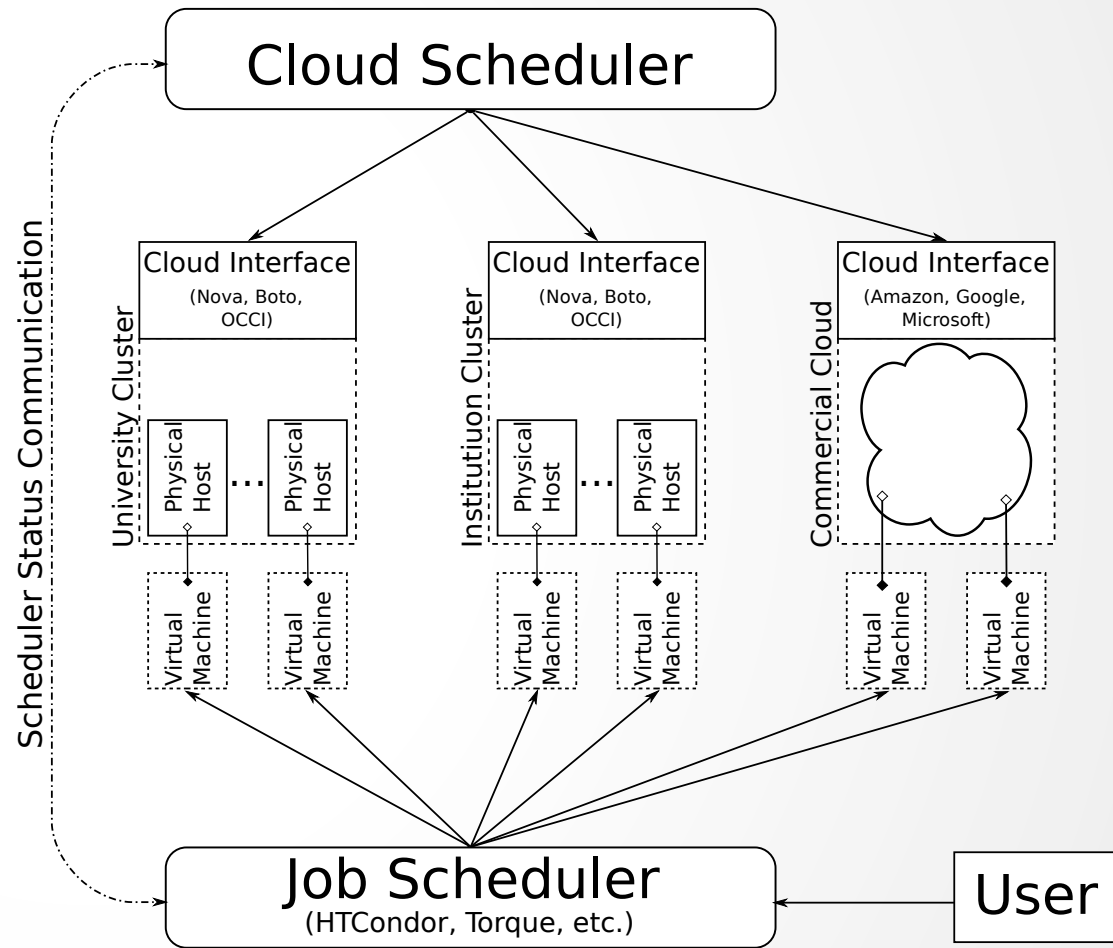 Cloud Scheduler
Scheduler Status Communication
University Cluster
Cloud Interface
(Nova, Boto,
OCCI)
Physical
Host
...
Physical
Host
Virtual
Machine
Virtual
Machine
Institiuon Cluster
Cloud Interface
(Nova, Boto,
OCCI)
Physical
Host
...
Physical
Host
Virtual
Machine
Virtual
Machine
Commercial Cloud
Cloud Interface
(Amazon, Google,
Microsoft)
Virtual
Machine
Virtual
Machine
Job Scheduler
(HTCondor, Torque, etc.)
User